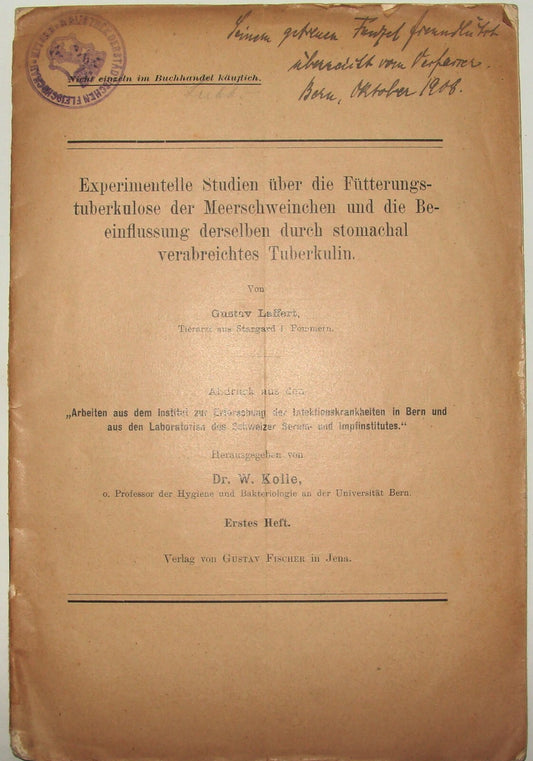 Seinem getreuen freundlichst
überreicht vom Verfasser.
Bern, Oktober 1908.
Nicht einzeln im Buchhandel käuflich.
Experimentelle Studien über die Fütterungs-
tuberkulose der Meerschweinchen und die Be-
einflussung derselben durch stomachal
verabreichtes Tuberkulin.
Von
Gustav Laffert,
Tierarzt aus Stargard i Pommern.
Abdruck aus den
„Arbeiten aus dem Institut zur Erforschung der Infektionskrankheiten in Bern und
aus den Laboratorien des Schweizer Serum- und Impfinstitutes.“
Herausgegeben von
Dr. W. Kolle,
o. Professor der Hygiene und Bakteriologie an der Universität Bern.
Erstes Heft.
Verlag von Gustav Fischer in Jena.